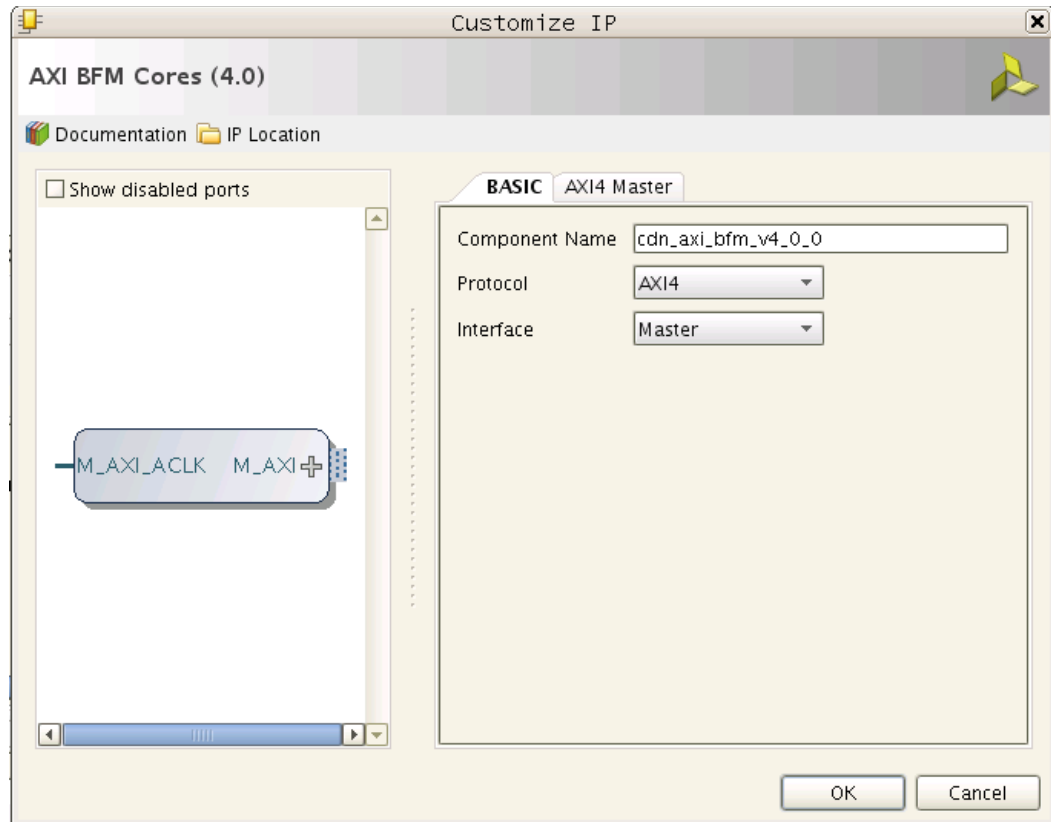 Customize IP
AXI BFM Cores (4.0)
Documentation IP Location
Show disabled ports
M_AXI_ACLK M_AXI
BASIC AXI4 Master
Component Name cdn_axi_bfm_v4_0_0
Protocol AXI4
Interface Master
OK Cancel